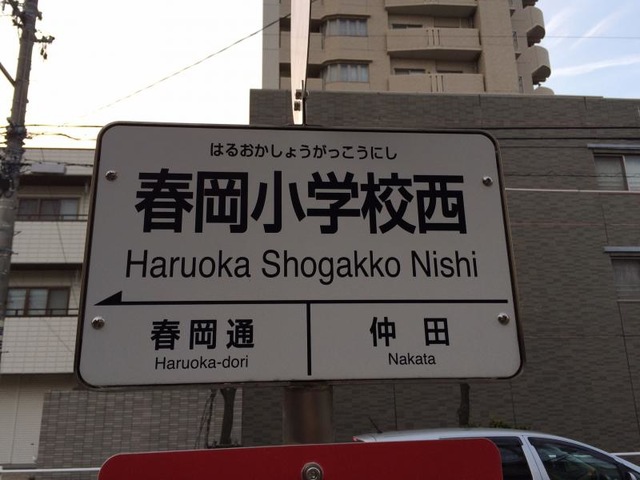 はるおかしょうがっこうにし
春岡小学校西
Haruoka Shogakko Nishi
春岡通
Haruoka-dori
仲田
Nakata